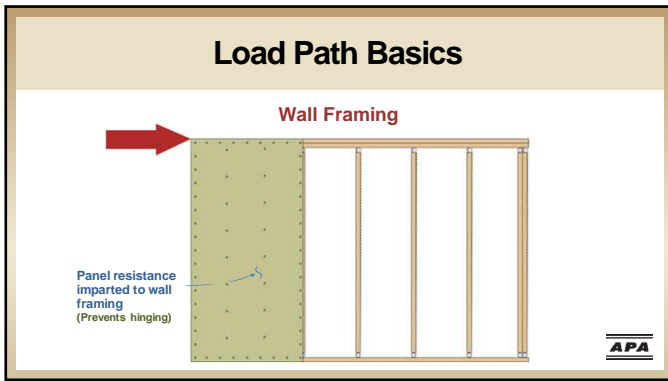 Load Path Basics
Wall Framing
Panel resistance
imparted to wall
framing
(Prevents hinging)
APA